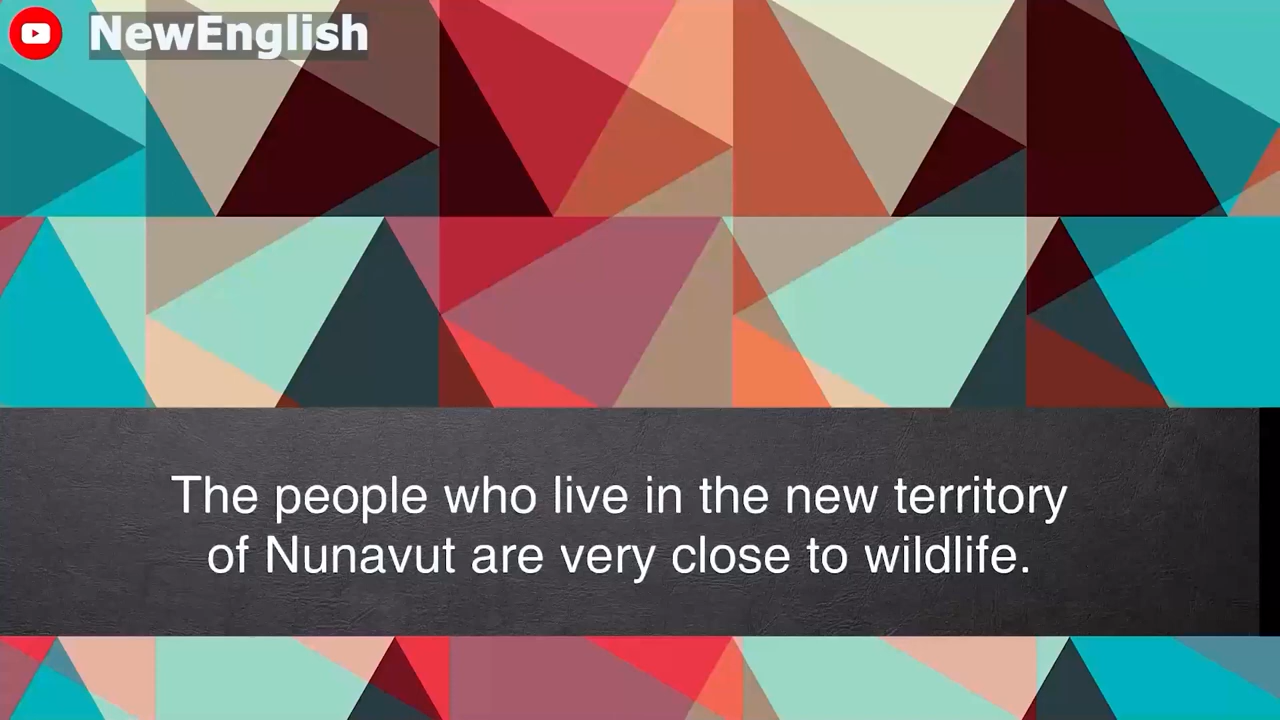 NewEnglish
The people who live in the new territory
of Nunavut are very close to wildlife.